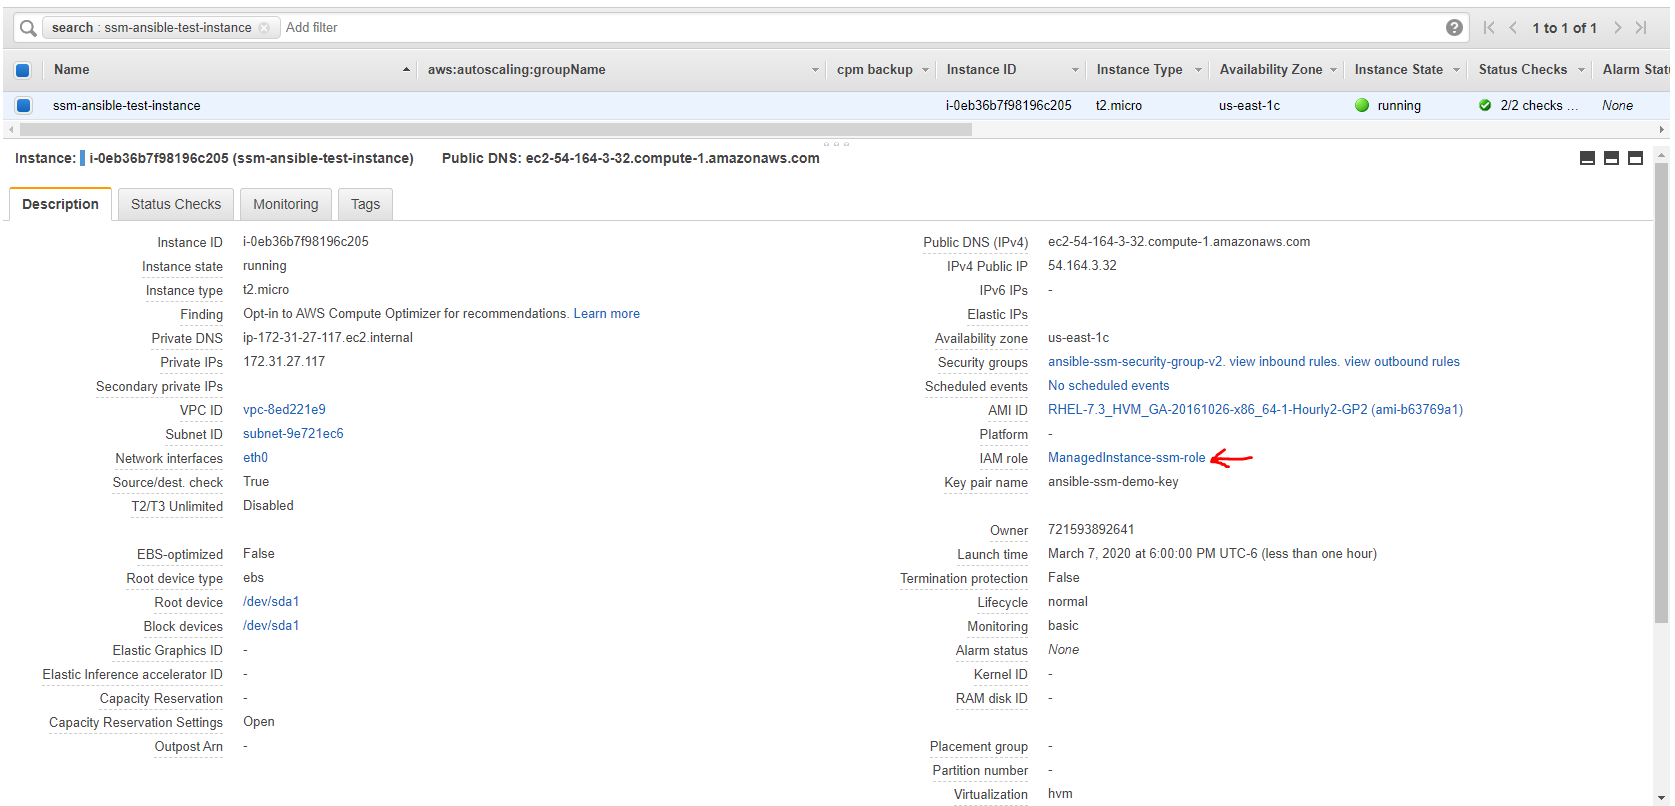 search : ssm-ansible-test-instance Add filter 1 to 1 of 1
Name aws:autoscaling:groupName cpm backup Instance ID Instance Type Availability Zone Instance State Status Checks Alarm Stat
ssm-ansible-test-instance i-0eb36b7f98196c205 t2.micro us-east-1c running 2/2 checks ... None
Instance: i-0eb36b7f98196c205 (ssm-ansible-test-instance) Public DNS: ec2-54-164-3-32.compute-1.amazonaws.com
Description Status Checks Monitoring Tags
Instance ID i-0eb36b7f98196c205 Public DNS (IPv4) ec2-54-164-3-32.compute-1.amazonaws.com
Instance state running IPv4 Public IP 54.164.3.32
Instance type t2.micro IPv6 IPs -
Finding Opt-in to AWS Compute Optimizer for recommendations. Learn more Elastic IPs
Private DNS ip-172-31-27-117.ec2.internal Availability zone us-east-1c
Private IPs 172.31.27.117 Security groups ansible-ssm-security-group-v2. view inbound rules. view outbound rules
Secondary private IPs Scheduled events No scheduled events
VPC ID vpc-8ed221e9 AMI ID RHEL-7.3_HVM_GA-20161026-x86_64-1-Hourly2-GP2 (ami-b63769a1)
Subnet ID subnet-9e721ec6 Platform -
Network interfaces eth0 IAM role ManagedInstance-ssm-role
Source/dest. check True Key pair name ansible-ssm-demo-key
T2/T3 Unlimited Disabled
Owner 721593892641
EBS-optimized False Launch time March 7, 2020 at 6:00:00 PM UTC-6 (less than one hour)
Root device type ebs Termination protection False
Root device /dev/sda1 Lifecycle normal
Block devices /dev/sda1 Monitoring basic
Elastic Graphics ID - Alarm status None
Elastic Inference accelerator ID - Kernel ID -
Capacity Reservation - RAM disk ID -
Capacity Reservation Settings Open
Outpost Arn - Placement group -
Partition number -
Virtualization hvm